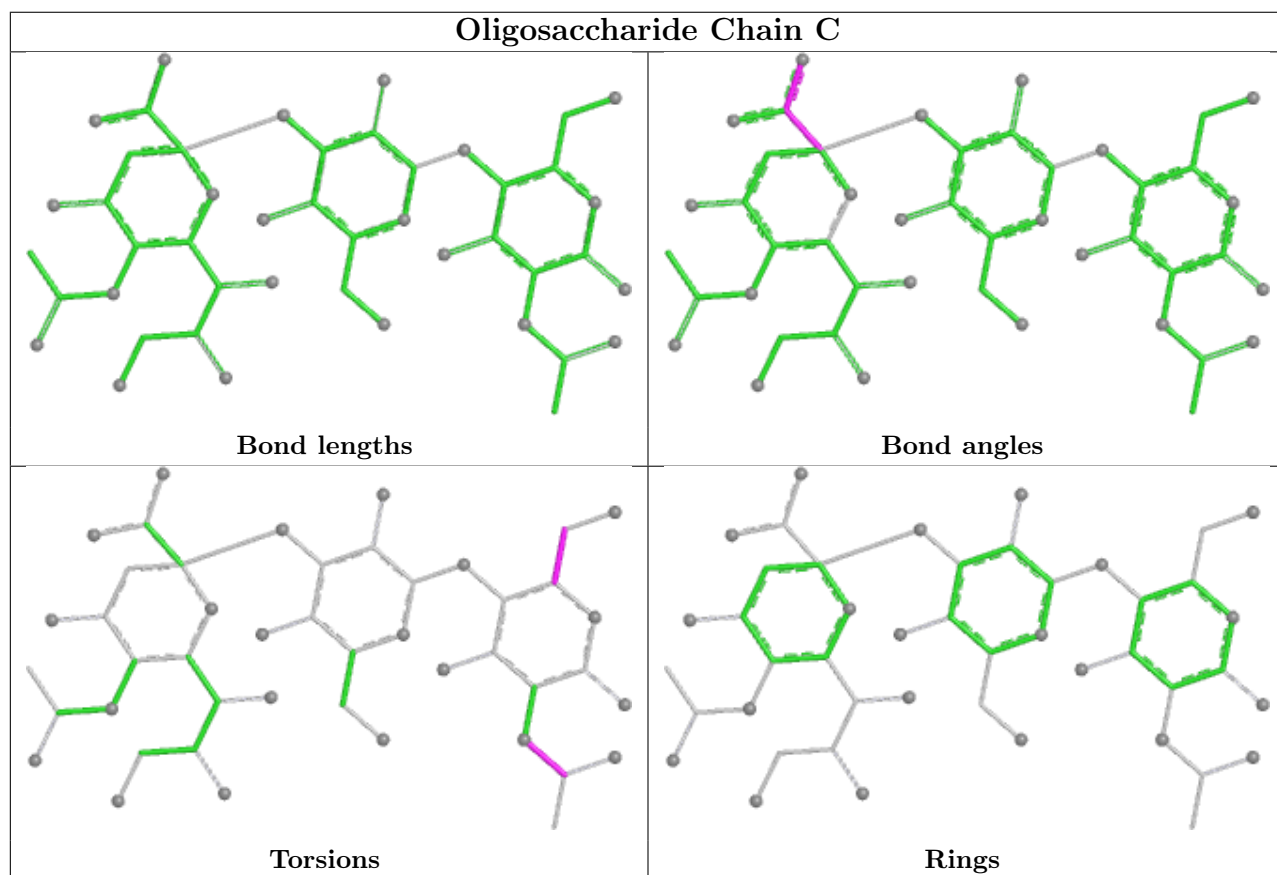 Oligosaccharide Chain C
Bond lengths
Bond angles
Torsions
Rings